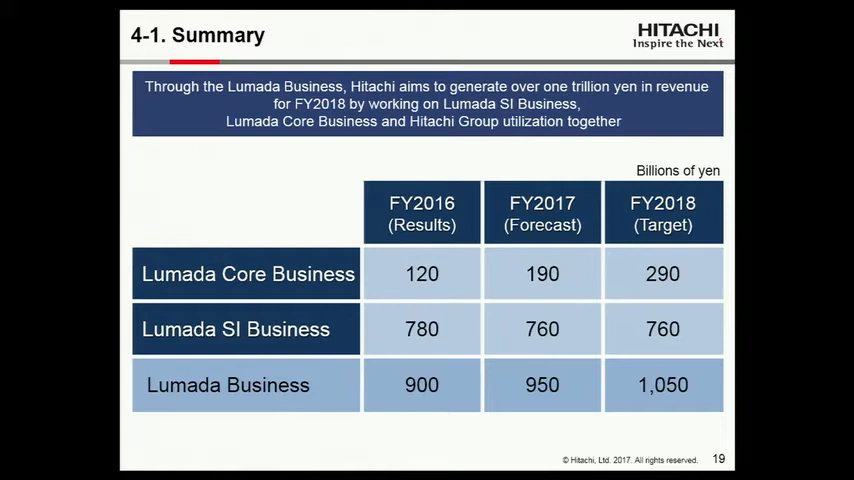 4-1. Summary
HITACHI
Inspire the Next
Through the Lumada Business, Hitachi aims to generate over one trillion yen in revenue
for FY2018 by working on Lumada SI Business,
Lumada Core Business and Hitachi Group utilization together
Billions of yen
FY2016 FY2017 FY2018
(Results) (Forecast) (Target)
Lumada Core Business 120 190 290
Lumada SI Business 780 760 760
Lumada Business 900 950 1,050
© Hitachi, Ltd. 2017. All rights reserved. 19